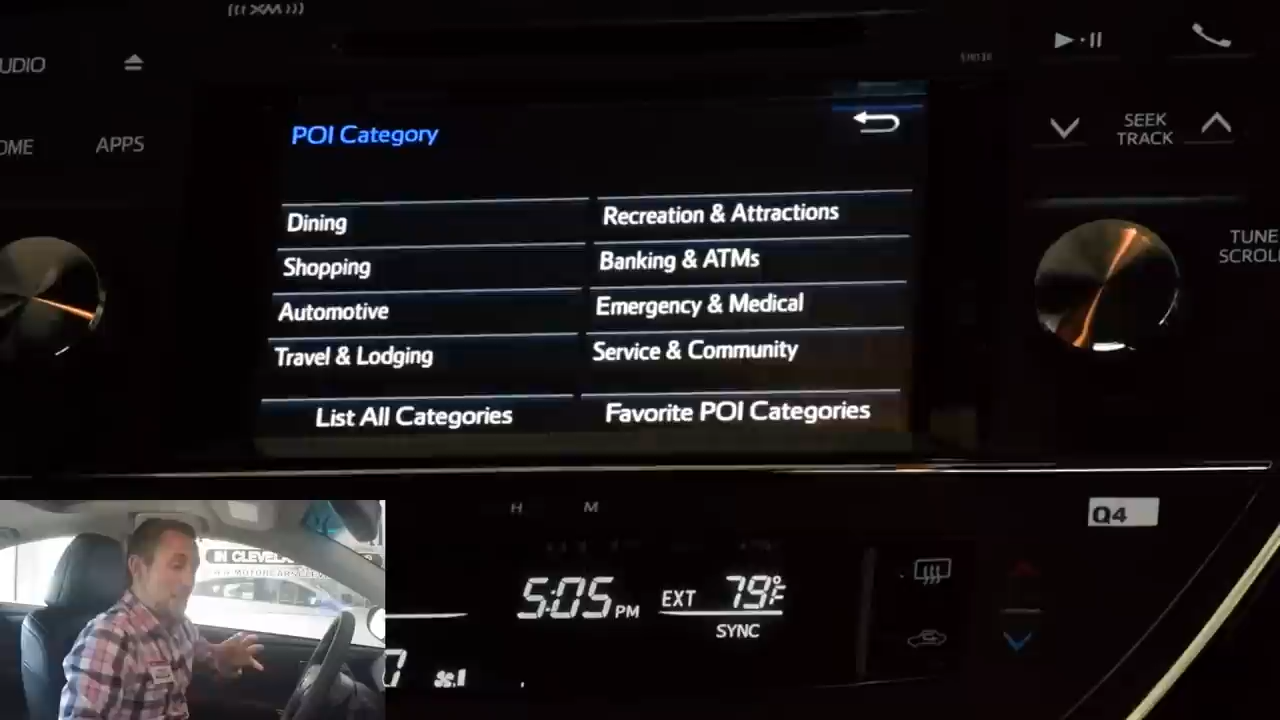 (((XM)))
UDIO
OME
APPS
SEEK
TRACK
TUNE
SCROLL
POI Category
Dining
Recreation & Attractions
Shopping
Banking & ATMs
Automotive
Emergency & Medical
Travel & Lodging
Service & Community
List All Categories
Favorite POI Categories
H M
Q4
5:05 PM
EXT 79°F
SYNC
IN CLEVELA